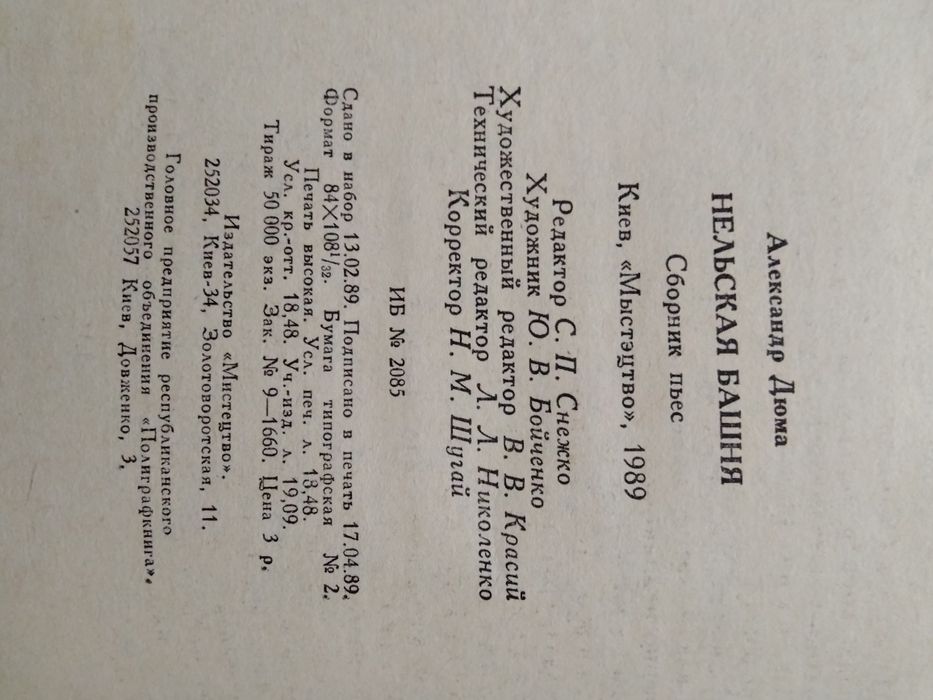 Александр Дюма
НЕЛЬСКАЯ БАШНЯ
Сборник пьес
Киев, «Мыстэцтво», 1989
Редактор С. П. Снежко
Художник Ю. В. Бойченко
Художественный редактор В. В. Красий
Технический редактор Л. Л. Николенко
Корректор Н. М. Шугай
ИБ № 2085
Сдано в набор 13.02.89. Подписано в печать 17.04.89.
Формат 84×108¹/₃₂. Бумага типографская № 2.
Печать высокая. Усл. печ. л. 18,48.
Усл. кр.-отт. 18,48. Уч.-изд. л. 19,09.
Тираж 50 000 экз. Зак. № 9—1660. Цена 3 р.
Издательство «Мистецтво».
252034, Киев-34, Золотоворотская, 11.
Головное предприятие республиканского
производственного объединения «Полиграфкнига».
252057 Киев, Довженко, 3.